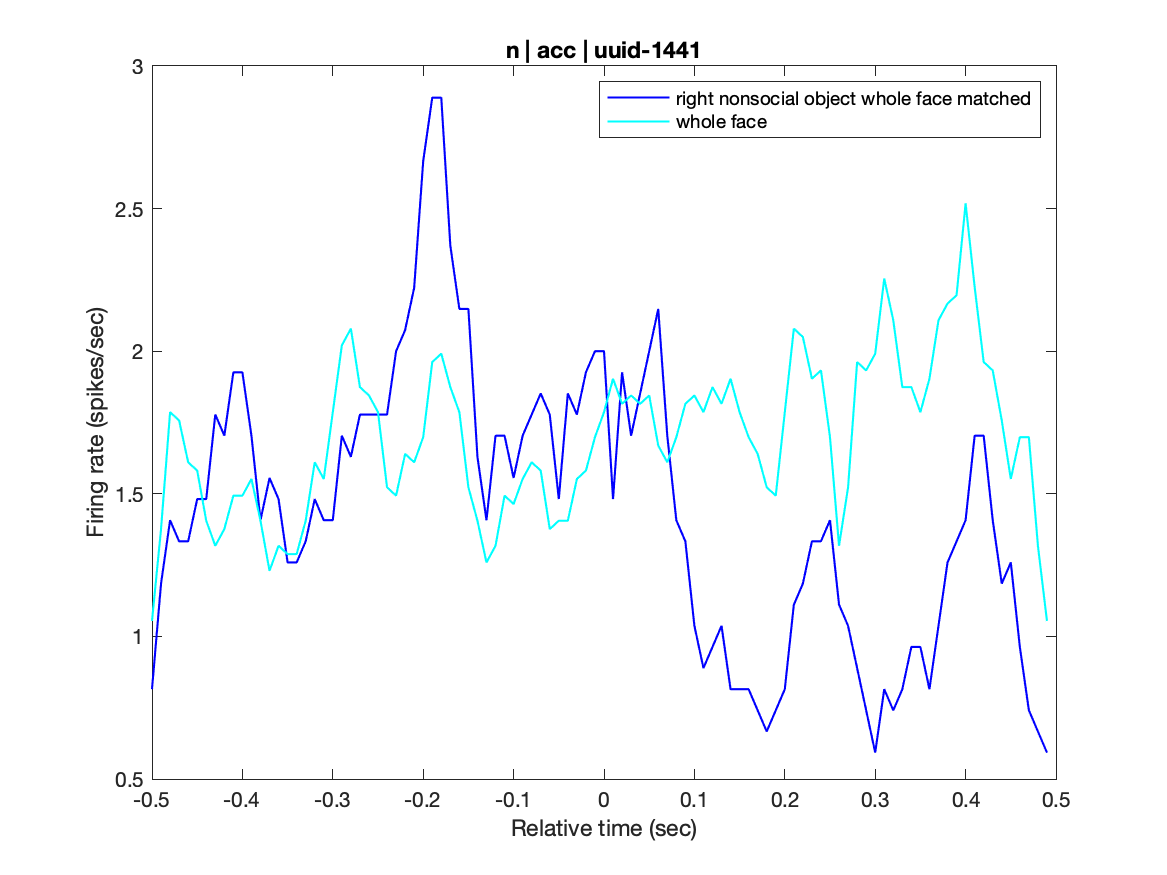 n | acc | uuid-1441
right nonsocial object whole face matched
whole face
Firing rate (spikes/sec)
3
2.5
2
1.5
1
0.5
-0.5 -0.4 -0.3 -0.2 -0.1 0 0.1 0.2 0.3 0.4 0.5
Relative time (sec)